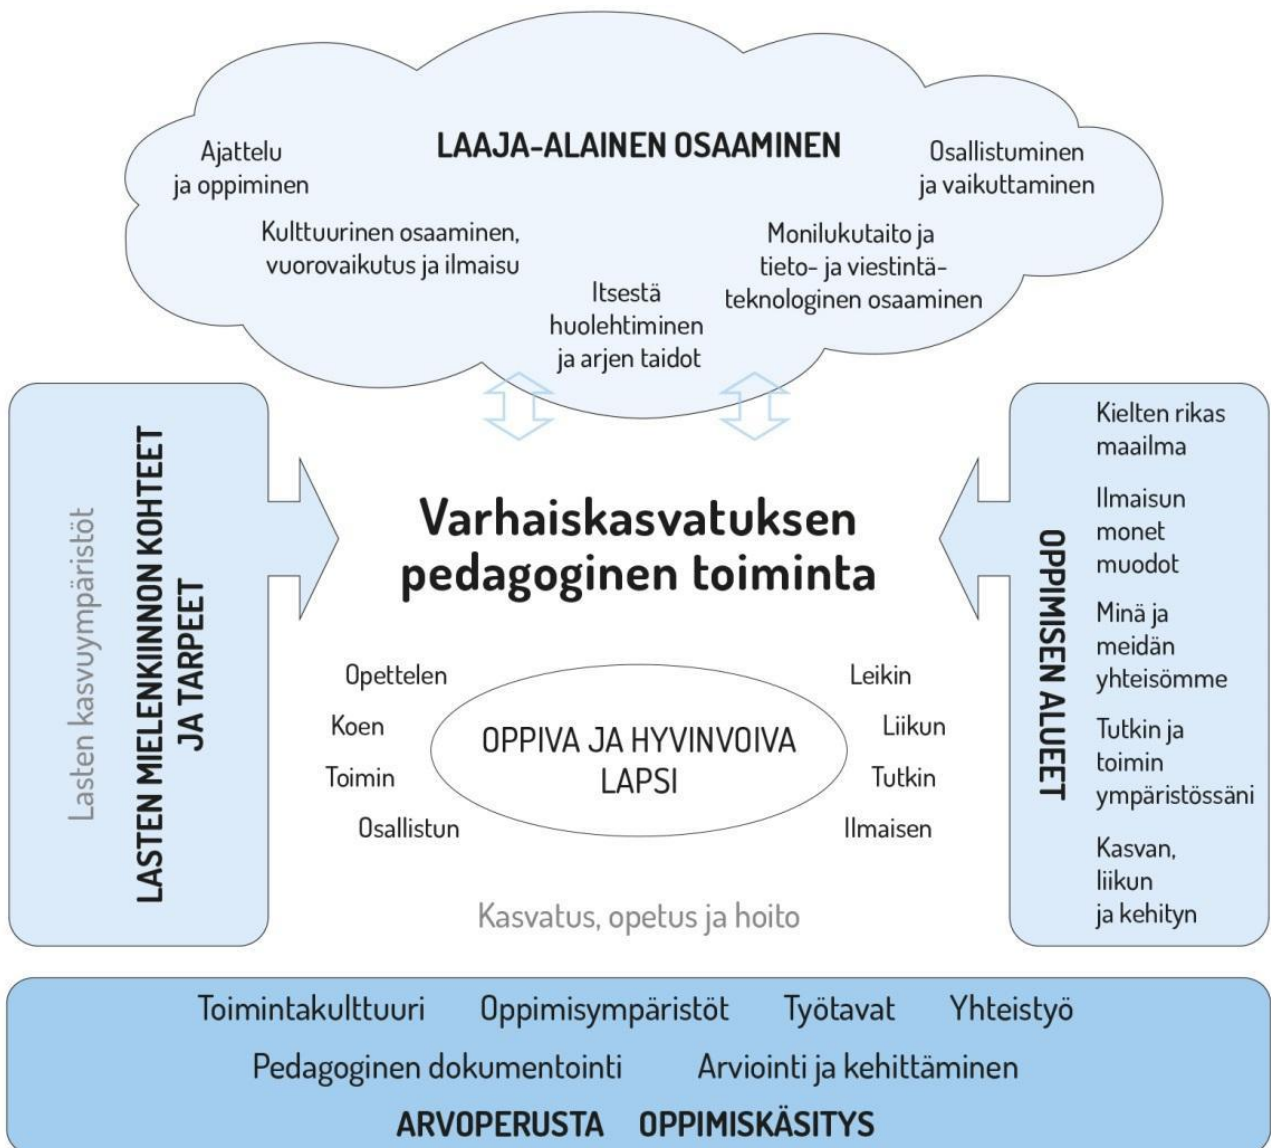 LAAJA-ALAINEN OSAAMINEN
Ajattelu
ja oppiminen
Kulttuurinen osaaminen,
vuorovaikutus ja ilmaisu
Itsestä
huolehtiminen
ja arjen taidot
Monilukutaito ja
tieto- ja viestintä-
teknologinen osaaminen
Osallistuminen
ja vaikuttaminen
Lasten kasvuympäristöt
LASTEN MIELENKIINNON KOHTEET
JA TARPEET
Varhaiskasvatuksen
pedagoginen toiminta
Opettelen
Koen
Toimin
Osallistun
OPPIVA JA HYVINVOIVA
LAPSI
Leikin
Liikun
Tutkin
Ilmaisen
Kasvatus, opetus ja hoito
OPPIMISEN ALUEET
Kielten rikas
maailma
Ilmaisun
monet
muodot
Minä ja
meidän
yhteisömme
Tutkin ja
toimin
ympäristössäni
Kasvan,
liikun
ja kehityn
Toimintakulttuuri Oppimisympäristöt Työtavat Yhteistyö
Pedagoginen dokumentointi Arviointi ja kehittäminen
ARVOPERUSTA OPPIMISKÄSITYS